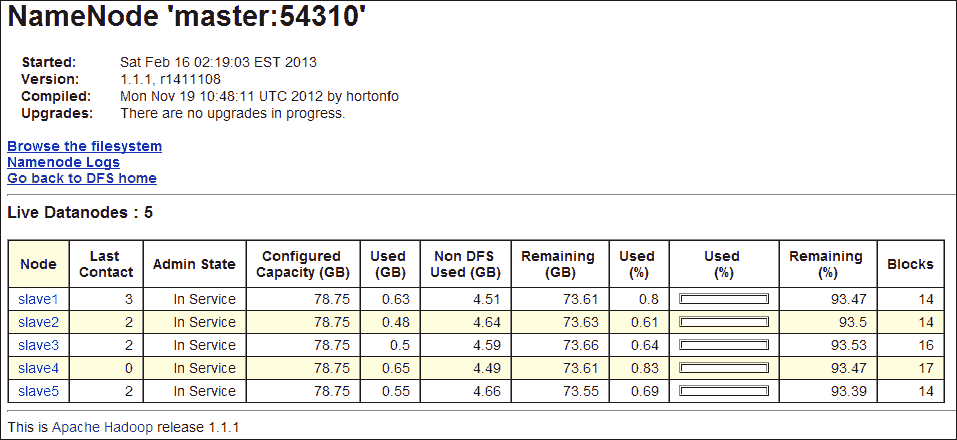 NameNode 'master:54310'
Started: Sat Feb 16 02:19:03 EST 2013
Version: 1.1.1, r1411108
Compiled: Mon Nov 19 10:48:11 UTC 2012 by hortonfo
Upgrades: There are no upgrades in progress.
Browse the filesystem
Namenode Logs
Go back to DFS home
Live Datanodes : 5
Node Last Contact Admin State Configured Capacity (GB) Used (GB) Non DFS Used (GB) Remaining (GB) Used (%) Used (%) Remaining (%) Blocks
slave1 3 In Service 78.75 0.63 4.51 73.61 0.8 93.47 14
slave2 2 In Service 78.75 0.48 4.64 73.63 0.61 93.5 14
slave3 2 In Service 78.75 0.5 4.59 73.66 0.64 93.53 16
slave4 0 In Service 78.75 0.65 4.49 73.61 0.83 93.47 17
slave5 2 In Service 78.75 0.55 4.66 73.55 0.69 93.39 14
This is Apache Hadoop release 1.1.1